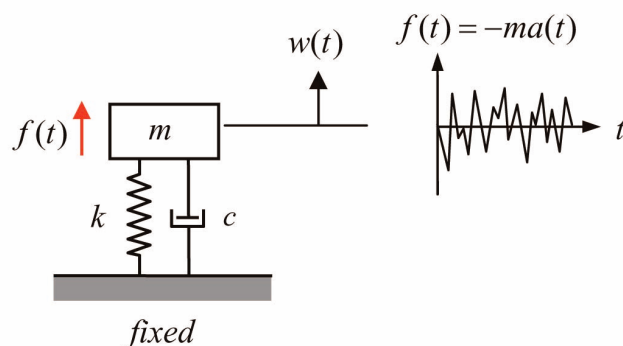 w(t)
f(t) = −ma(t)
f(t)
m
t
k
c
fixed